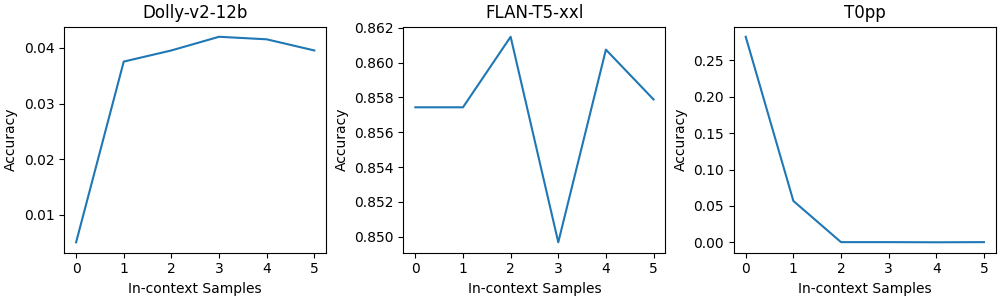 Dolly-v2-12b
Accuracy
0.04
0.03
0.02
0.01
0 1 2 3 4 5
In-context Samples
FLAN-T5-xxl
Accuracy
0.862
0.860
0.858
0.856
0.854
0.852
0.850
0 1 2 3 4 5
In-context Samples
T0pp
Accuracy
0.25
0.20
0.15
0.10
0.05
0.00
0 1 2 3 4 5
In-context Samples